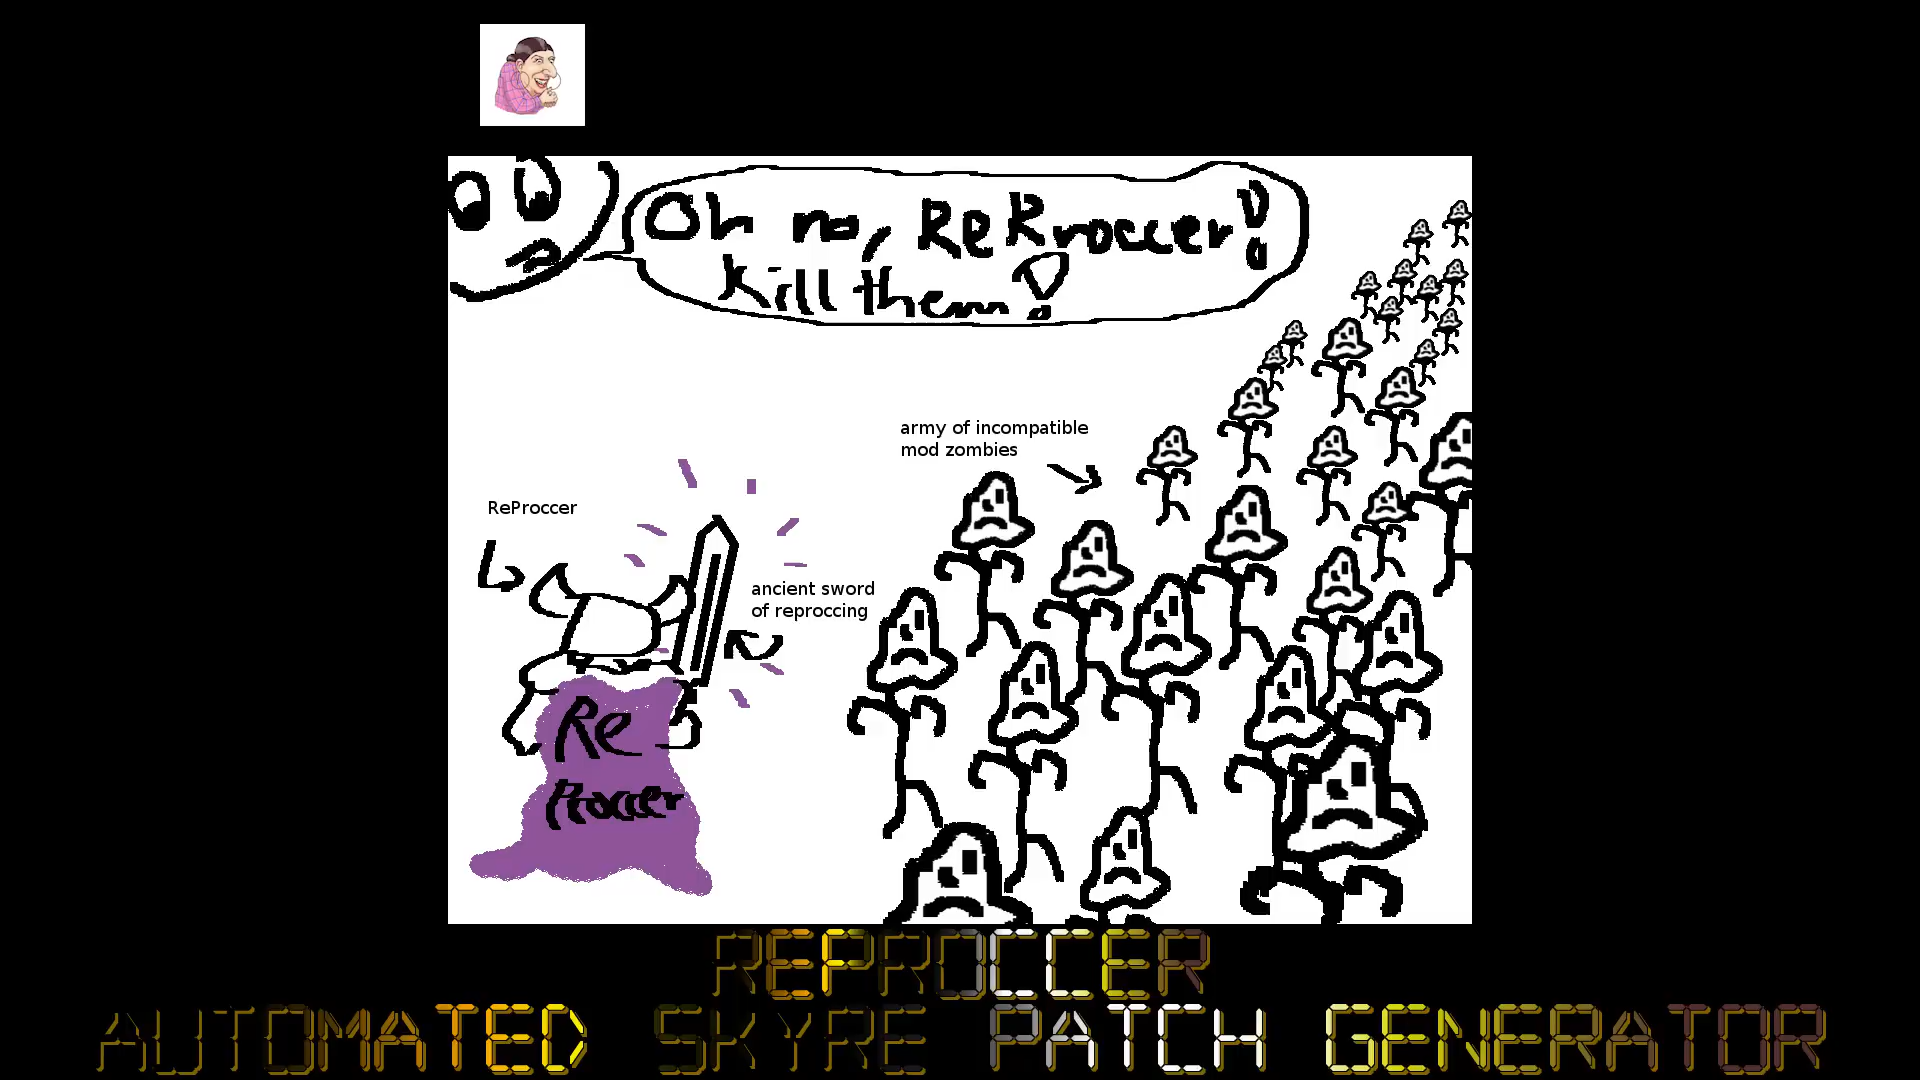 Oh no, ReProccer!
Kill them!
army of incompatible
mod zombies
ReProccer
ancient sword
of reproccing
Re
Proccer
REPROCCER
AUTOMATED SKYRE PATCH GENERATOR